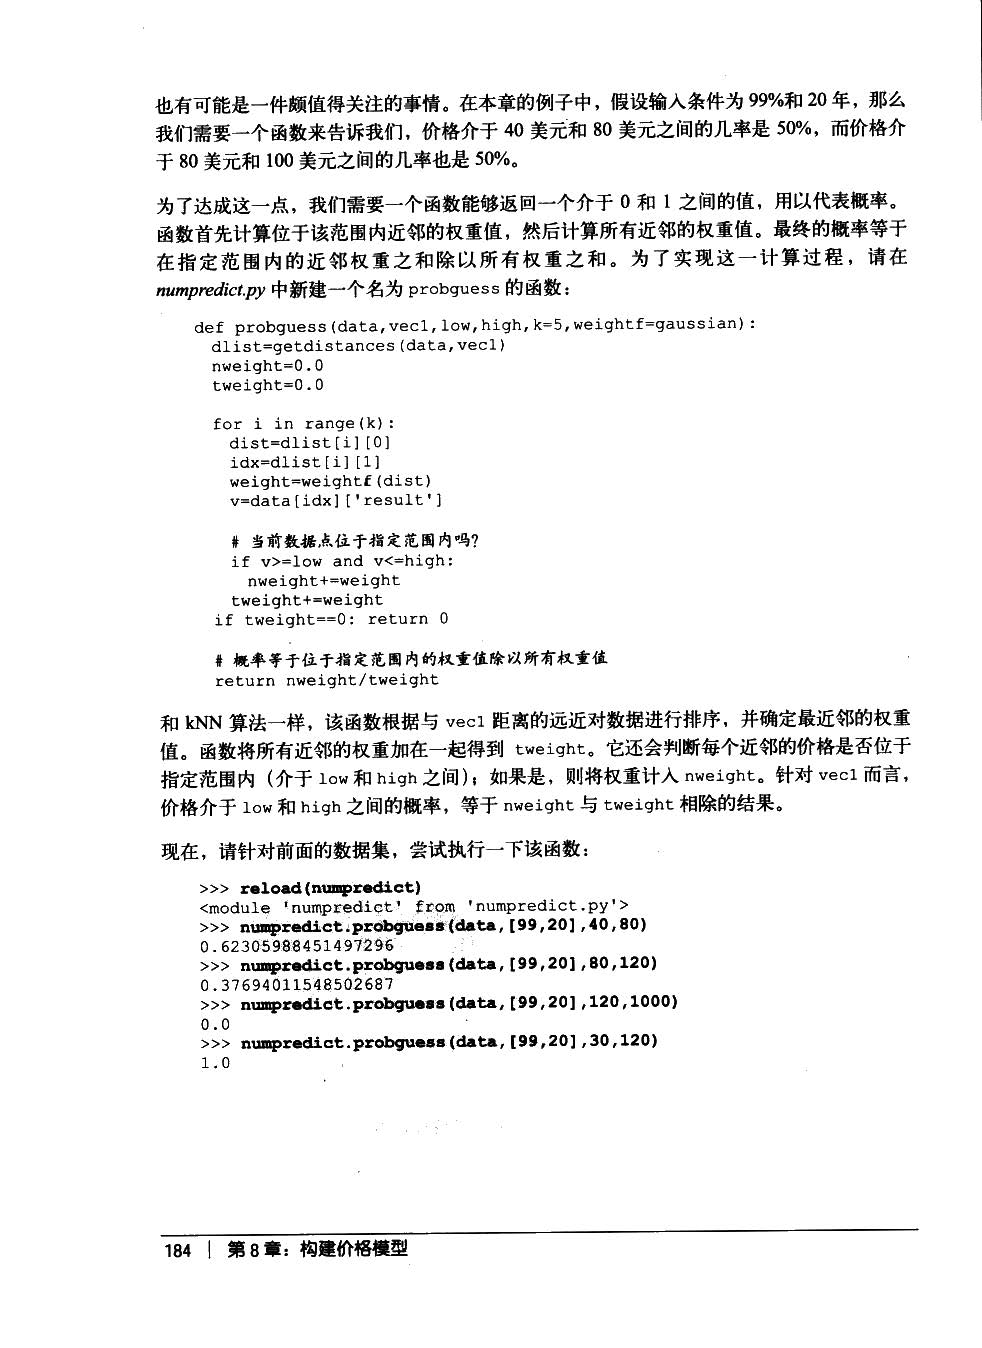 也有可能是一件颇值得关注的事情。在本章的例子中，假设输入条件为 99%和 20 年，那么
我们需要一个函数来告诉我们，价格介于 40 美元和 80 美元之间的几率是 50%，而价格介
于 80 美元和 100 美元之间的几率也是 50%。
为了达成这一点，我们需要一个函数能够返回一个介于 0 和 1 之间的值，用以代表概率。
函数首先计算位于该范围内近邻的权重值，然后计算所有近邻的权重值。最终的概率等于
在指定范围内的近邻权重之和除以所有权重之和。为了实现这一计算过程，请在
numpredict.py 中新建一个名为 probguess 的函数：
def probguess(data,vec1,low,high,k=5,weightf=gaussian):
dlist=getdistances(data,vec1)
nweight=0.0
tweight=0.0
for i in range(k):
dist=dlist[i][0]
idx=dlist[i][1]
weight=weightf(dist)
v=data[idx]['result']
# 当前数据点位于指定范围内吗?
if v>=low and v<=high:
nweight+=weight
tweight+=weight
if tweight==0: return 0
# 概率等于位于指定范围内的权重值除以所有权重值
return nweight/tweight
和 kNN 算法一样，该函数根据与 vec1 距离的远近对数据进行排序，并确定最近邻的权重
值。函数将所有近邻的权重加在一起得到 tweight。它还会判断每个近邻的价格是否位于
指定范围内（介于 low 和 high 之间）；如果是，则将权重计入 nweight。针对 vec1 而言，
价格介于 low 和 high 之间的概率，等于 nweight 与 tweight 相除的结果。
现在，请针对前面的数据集，尝试执行一下该函数：
>>> reload(numpredict)
<module 'numpredict' from 'numpredict.py'>
>>> numpredict.probguess(data,[99,20],40,80)
0.62305988451497296
>>> numpredict.probguess(data,[99,20],80,120)
0.37694011548502687
>>> numpredict.probguess(data,[99,20],120,1000)
0.0
>>> numpredict.probguess(data,[99,20],30,120)
1.0
184 | 第 8 章：构建价格模型